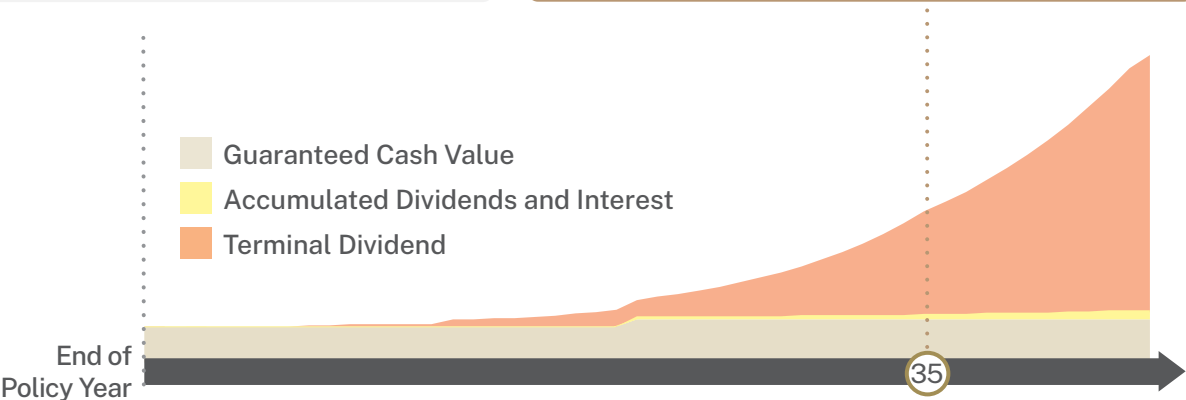 Guaranteed Cash Value
Accumulated Dividends and Interest
Terminal Dividend
End of
Policy Year
35